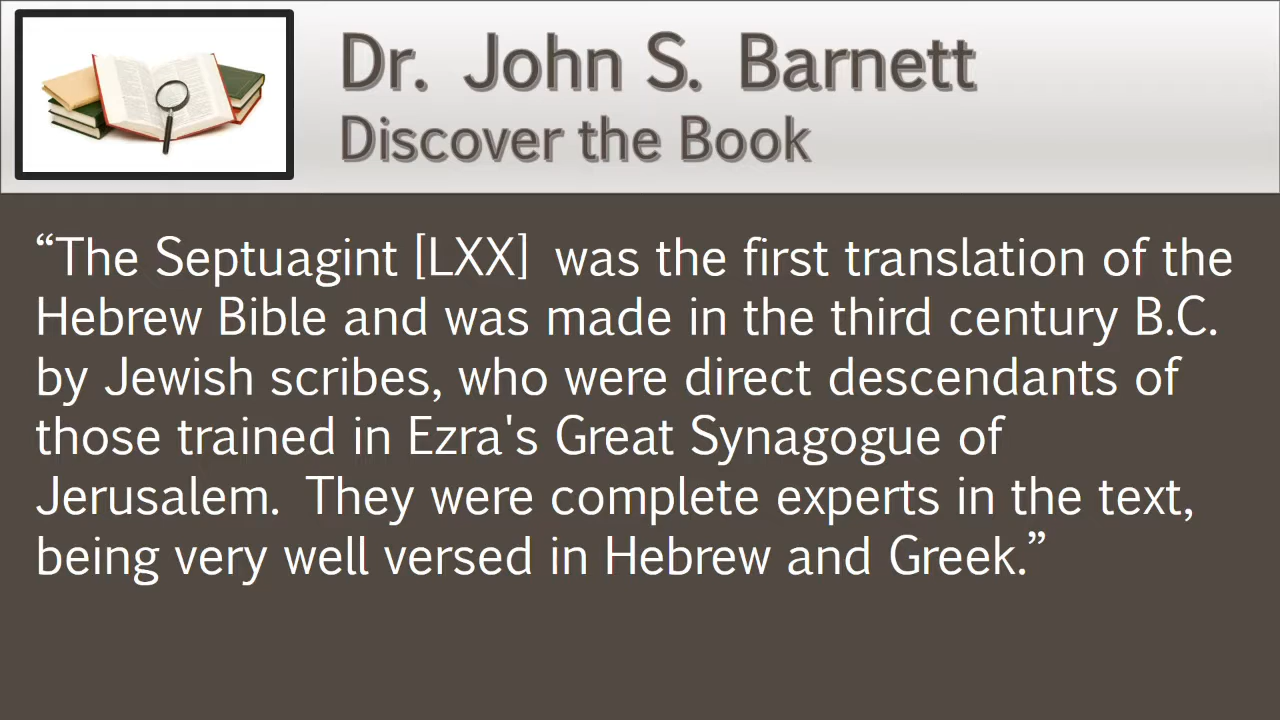 Dr. John S. Barnett
Discover the Book
“The Septuagint [LXX] was the first translation of the
Hebrew Bible and was made in the third century B.C.
by Jewish scribes, who were direct descendants of
those trained in Ezra's Great Synagogue of
Jerusalem. They were complete experts in the text,
being very well versed in Hebrew and Greek.”